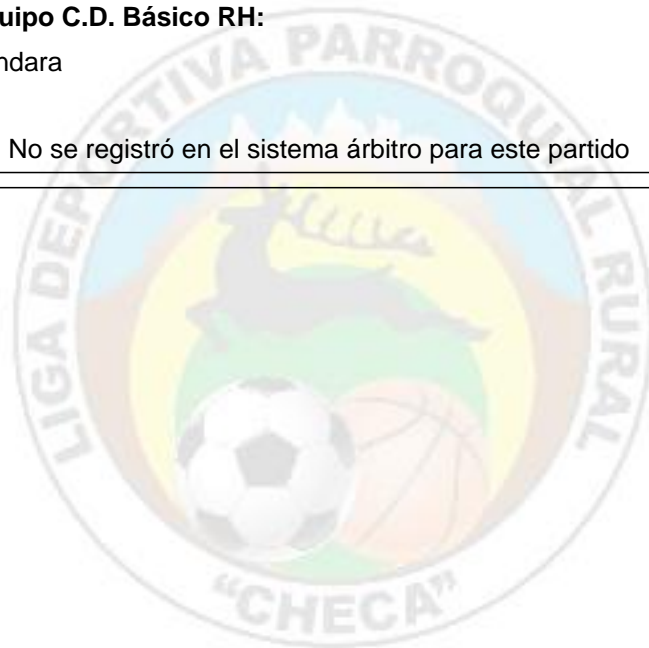 uipo C.D. Básico RH:
ndara
No se registró en el sistema árbitro para este partido
LIGA DEPORTIVA PARROQUIAL RURAL
"CHECA"